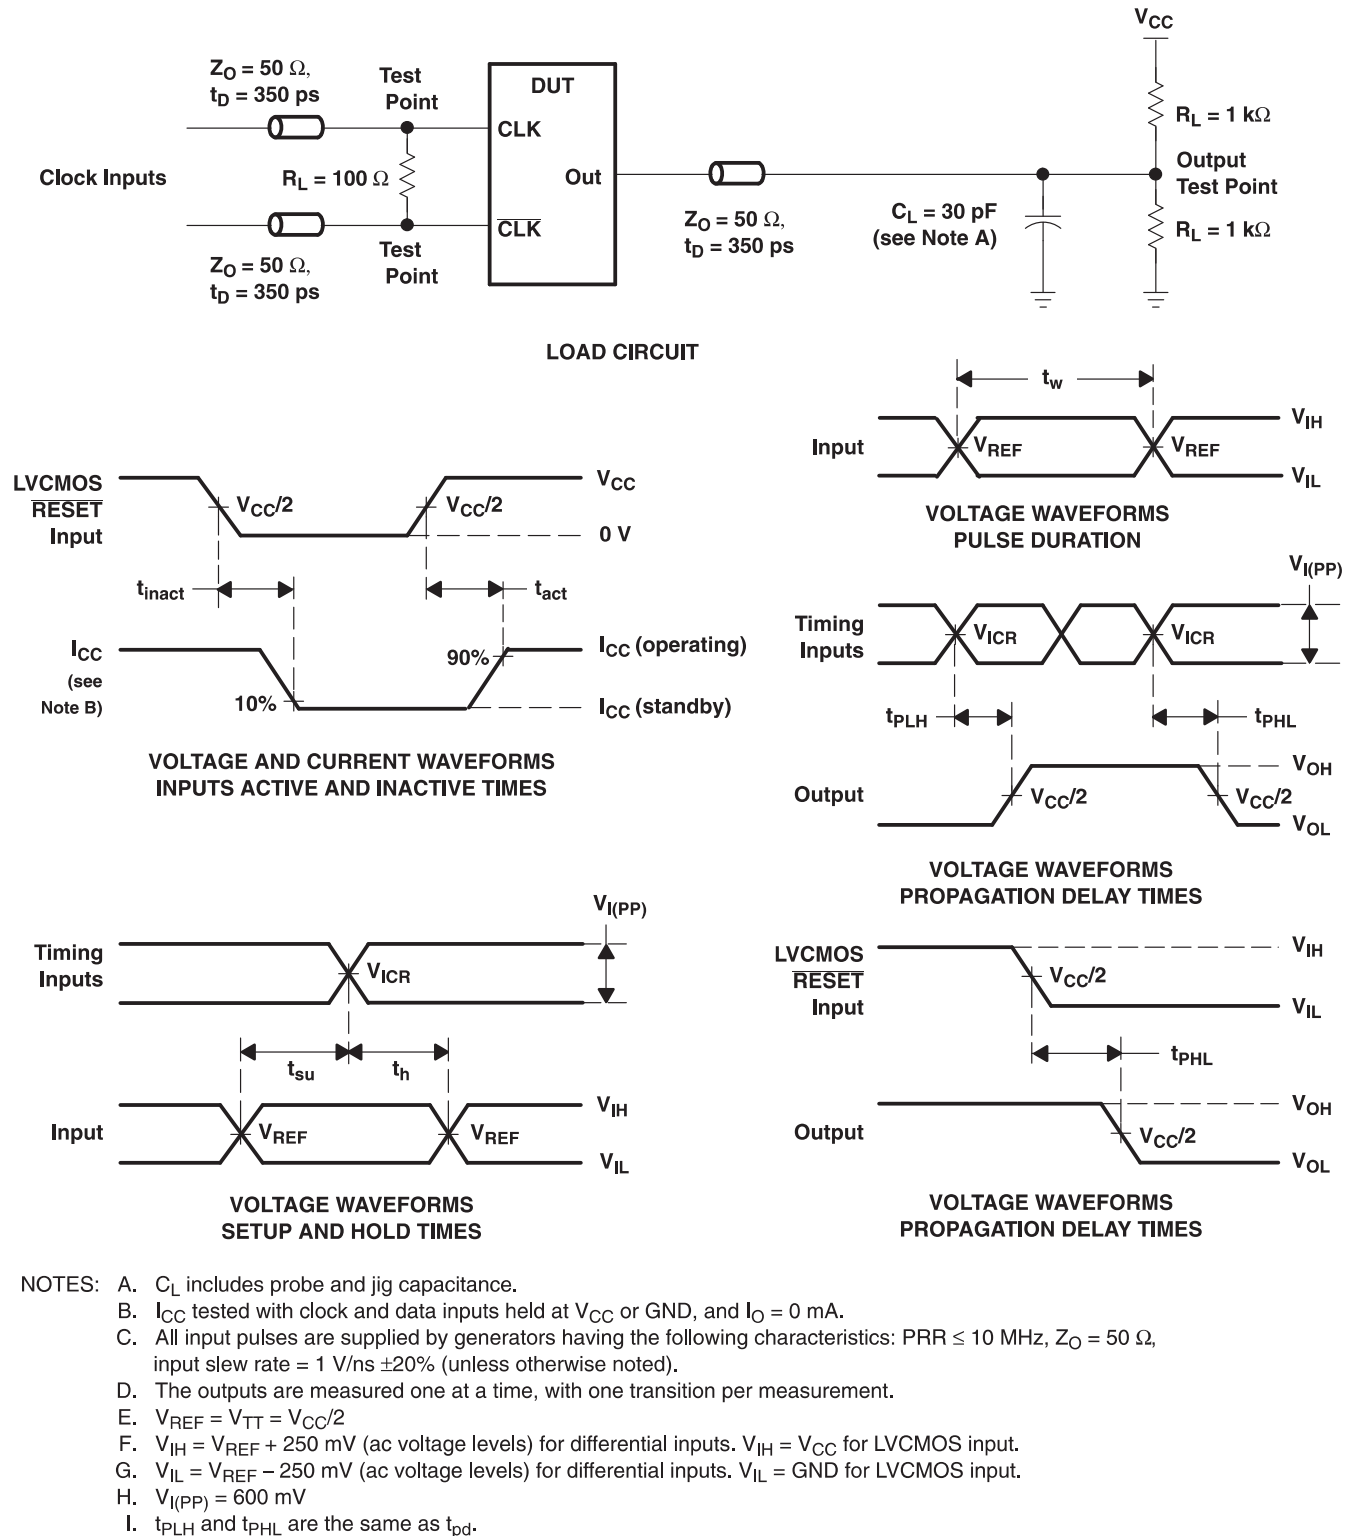 VCC
ZO = 50 Ω,
tD = 350 ps
Test
Point
DUT
CLK
RL = 1 kΩ
Clock Inputs
RL = 100 Ω
Out
Output
Test Point
CLK
ZO = 50 Ω,
tD = 350 ps
CL = 30 pF
(see Note A)
RL = 1 kΩ
Test
Point
ZO = 50 Ω,
tD = 350 ps
LOAD CIRCUIT
tw
Input
VREF
VREF
VIH
VIL
VOLTAGE WAVEFORMS
PULSE DURATION
LVCMOS
RESET
Input
VCC/2
VCC/2
VCC
0 V
tinact
tact
ICC
(see
Note B)
10%
90%
ICC (operating)
ICC (standby)
VOLTAGE AND CURRENT WAVEFORMS
INPUTS ACTIVE AND INACTIVE TIMES
VI(PP)
Timing
Inputs
VICR
VICR
tPLH
tPHL
Output
VCC/2
VCC/2
VOH
VOL
VOLTAGE WAVEFORMS
PROPAGATION DELAY TIMES
VI(PP)
Timing
Inputs
VICR
tsu
th
Input
VREF
VREF
VIH
VIL
VOLTAGE WAVEFORMS
SETUP AND HOLD TIMES
LVCMOS
RESET
Input
VCC/2
VIH
VIL
tPHL
Output
VCC/2
VOH
VOL
VOLTAGE WAVEFORMS
PROPAGATION DELAY TIMES
NOTES: A. CL includes probe and jig capacitance.
B. ICC tested with clock and data inputs held at VCC or GND, and IO = 0 mA.
C. All input pulses are supplied by generators having the following characteristics: PRR ≤ 10 MHz, ZO = 50 Ω,
input slew rate = 1 V/ns ±20% (unless otherwise noted).
D. The outputs are measured one at a time, with one transition per measurement.
E. VREF = VTT = VCC/2
F. VIH = VREF + 250 mV (ac voltage levels) for differential inputs. VIH = VCC for LVCMOS input.
G. VIL = VREF – 250 mV (ac voltage levels) for differential inputs. VIL = GND for LVCMOS input.
H. VI(PP) = 600 mV
I. tPLH and tPHL are the same as tpd.